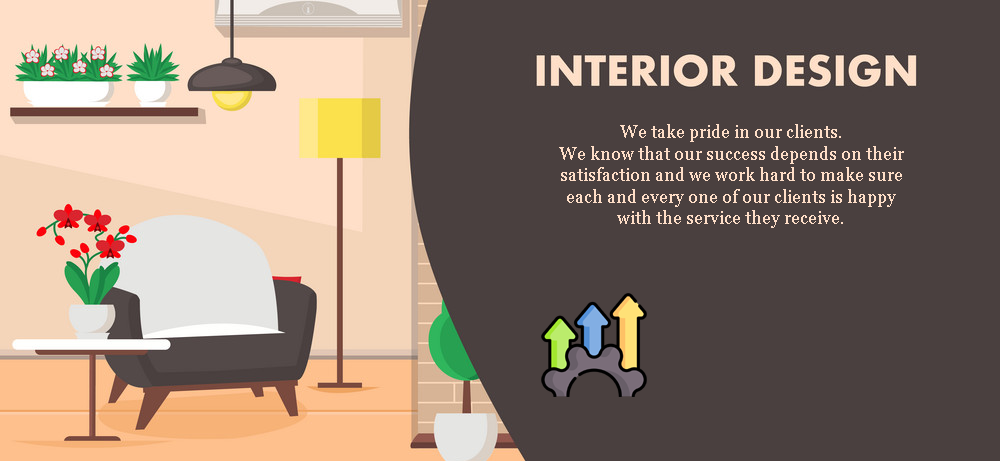 INTERIOR DESIGN
We take pride in our clients.
We know that our success depends on their
satisfaction and we work hard to make sure
each and every one of our clients is happy
with the service they receive.